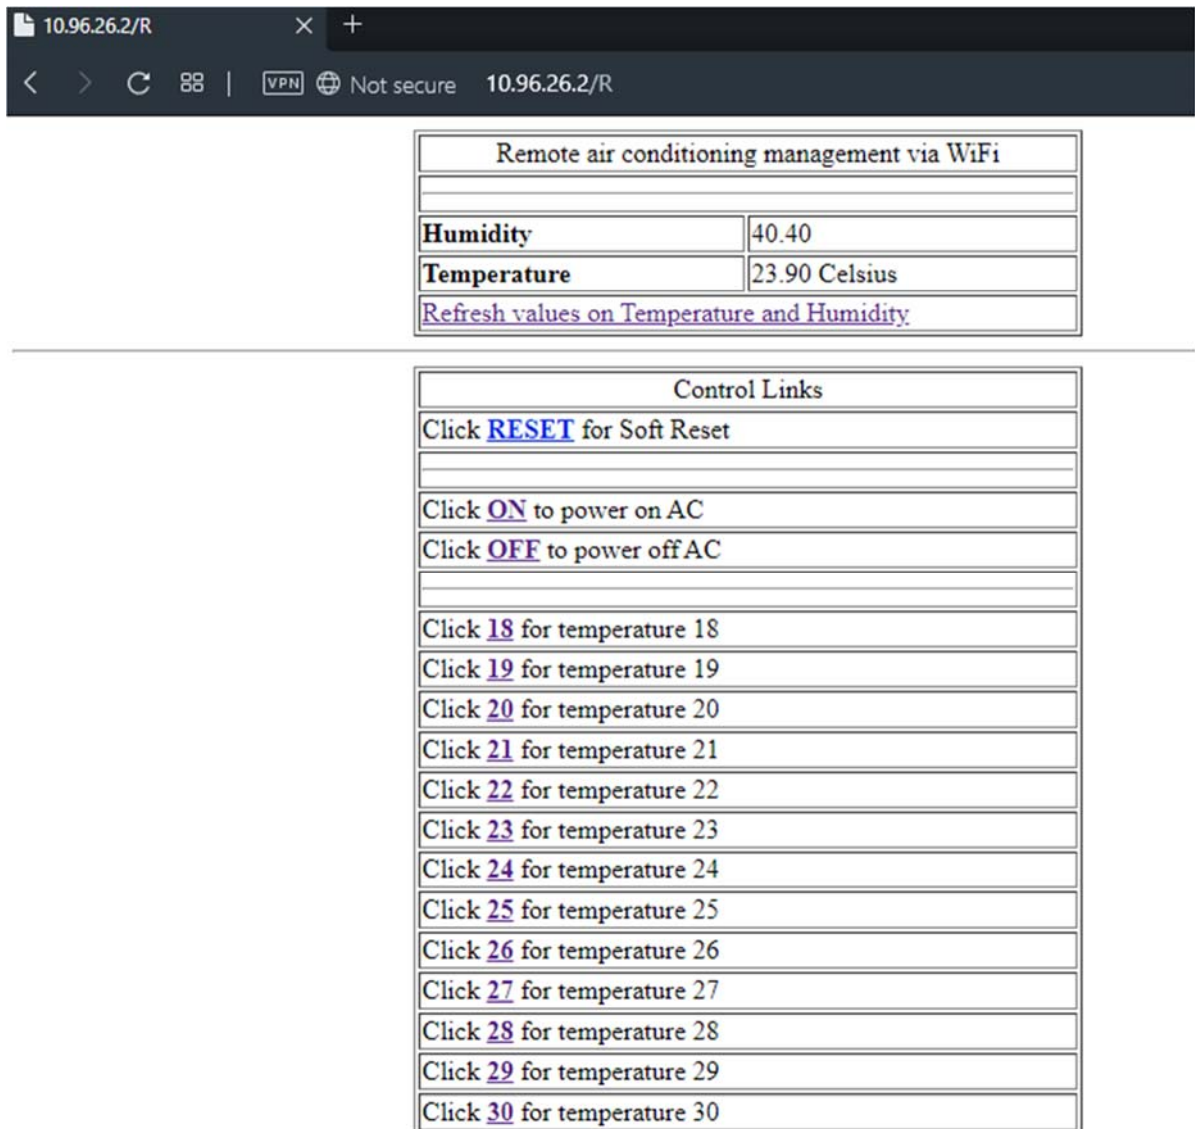 10.96.26.2/R
VPN Not secure 10.96.26.2/R
Remote air conditioning management via WiFi
Humidity 40.40
Temperature 23.90 Celsius
Refresh values on Temperature and Humidity
Control Links
Click RESET for Soft Reset
Click ON to power on AC
Click OFF to power off AC
Click 18 for temperature 18
Click 19 for temperature 19
Click 20 for temperature 20
Click 21 for temperature 21
Click 22 for temperature 22
Click 23 for temperature 23
Click 24 for temperature 24
Click 25 for temperature 25
Click 26 for temperature 26
Click 27 for temperature 27
Click 28 for temperature 28
Click 29 for temperature 29
Click 30 for temperature 30